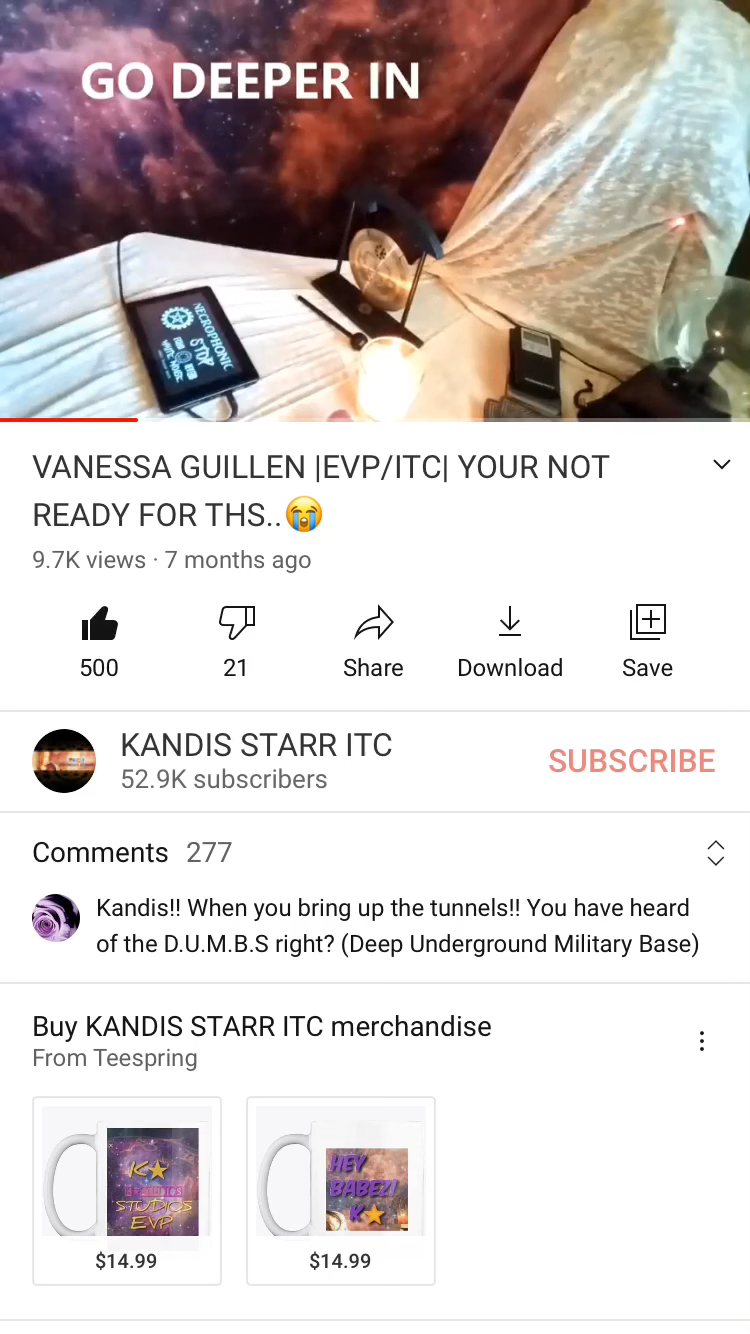 GO DEEPER IN
NECROPHONIC
STOP
VANESSA GUILLEN |EVP/ITC| YOUR NOT
READY FOR THS..😭
9.7K views · 7 months ago
500
21
Share
Download
Save
KANDIS STARR ITC
52.9K subscribers
SUBSCRIBE
Comments 277
Kandis!! When you bring up the tunnels!! You have heard
of the D.U.M.B.S right? (Deep Underground Military Base)
Buy KANDIS STARR ITC merchandise
From Teespring
K★
STUDIOS
EVP
HEY
BABEZ!
K★
$14.99
$14.99